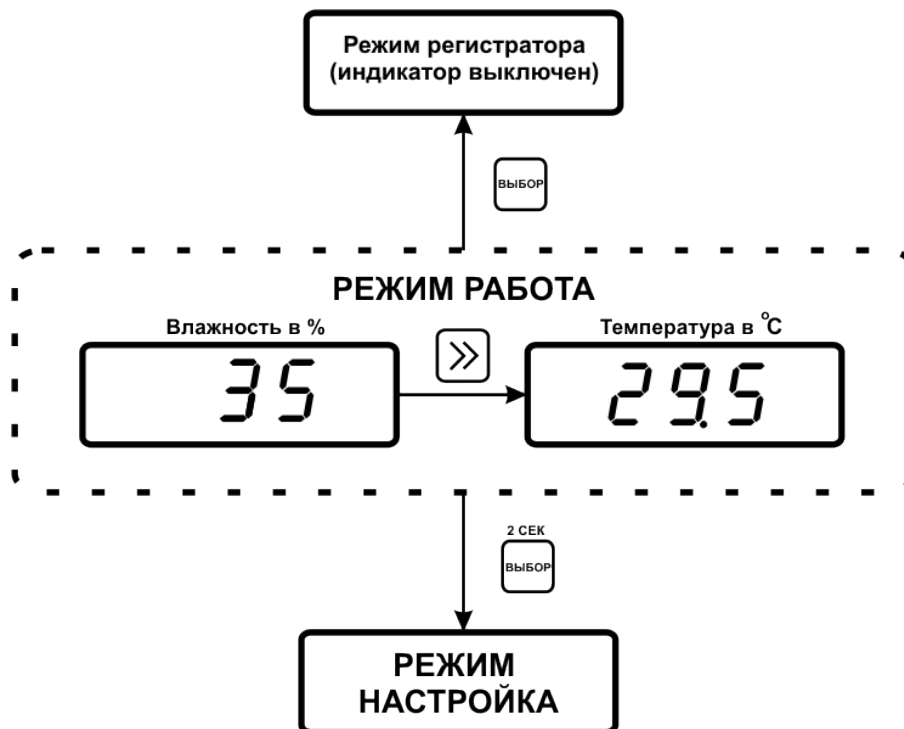 Режим регистратора
(индикатор выключен)
ВЫБОР
РЕЖИМ РАБОТА
Влажность в %
Температура в °C
35
29.5
2 СЕК
ВЫБОР
РЕЖИМ
НАСТРОЙКА